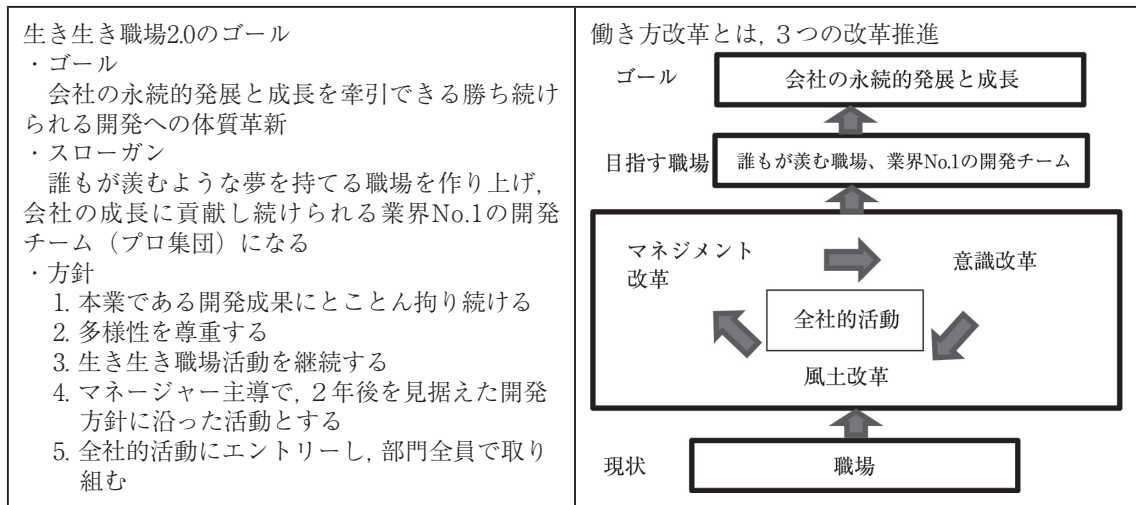 生き生き職場2.0のゴール
・ゴール
会社の永続的発展と成長を牽引できる勝ち続け
られる開発への体質革新
・スローガン
誰もが羨むような夢を持てる職場を作り上げ,
会社の成長に貢献し続けられる業界No.1の開発
チーム（プロ集団）になる
・方針
1. 本業である開発成果にとことん拘り続ける
2. 多様性を尊重する
3. 生き生き職場活動を継続する
4. マネージャー主導で, ２年後を見据えた開発
方針に沿った活動とする
5. 全社的活動にエントリーし, 部門全員で取り
組む
働き方改革とは, ３つの改革推進
ゴール
会社の永続的発展と成長
目指す職場
誰もが羨む職場、業界No.1の開発チーム
マネジメント
改革
意識改革
全社的活動
風土改革
現状
職場